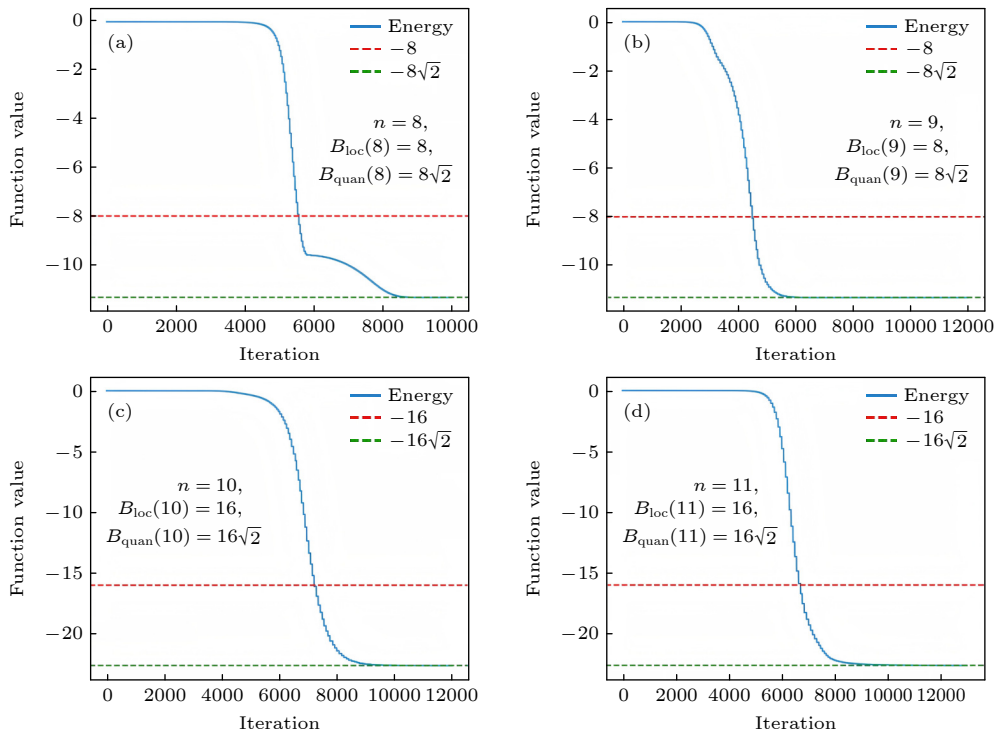 0
−2
−4
−6
−8
−10
Function value
(a)
Energy
−8
−8√2
n = 8,
B_loc(8) = 8,
B_quan(8) = 8√2
0 2000 4000 6000 8000 10000
Iteration
0
−2
−4
−6
−8
−10
Function value
(b)
Energy
−8
−8√2
n = 9,
B_loc(9) = 8,
B_quan(9) = 8√2
0 2000 4000 6000 8000 10000 12000
Iteration
0
−5
−10
−15
−20
Function value
(c)
Energy
−16
−16√2
n = 10,
B_loc(10) = 16,
B_quan(10) = 16√2
0 2000 4000 6000 8000 10000 12000
Iteration
0
−5
−10
−15
−20
Function value
(d)
Energy
−16
−16√2
n = 11,
B_loc(11) = 16,
B_quan(11) = 16√2
0 2000 4000 6000 8000 10000 12000
Iteration